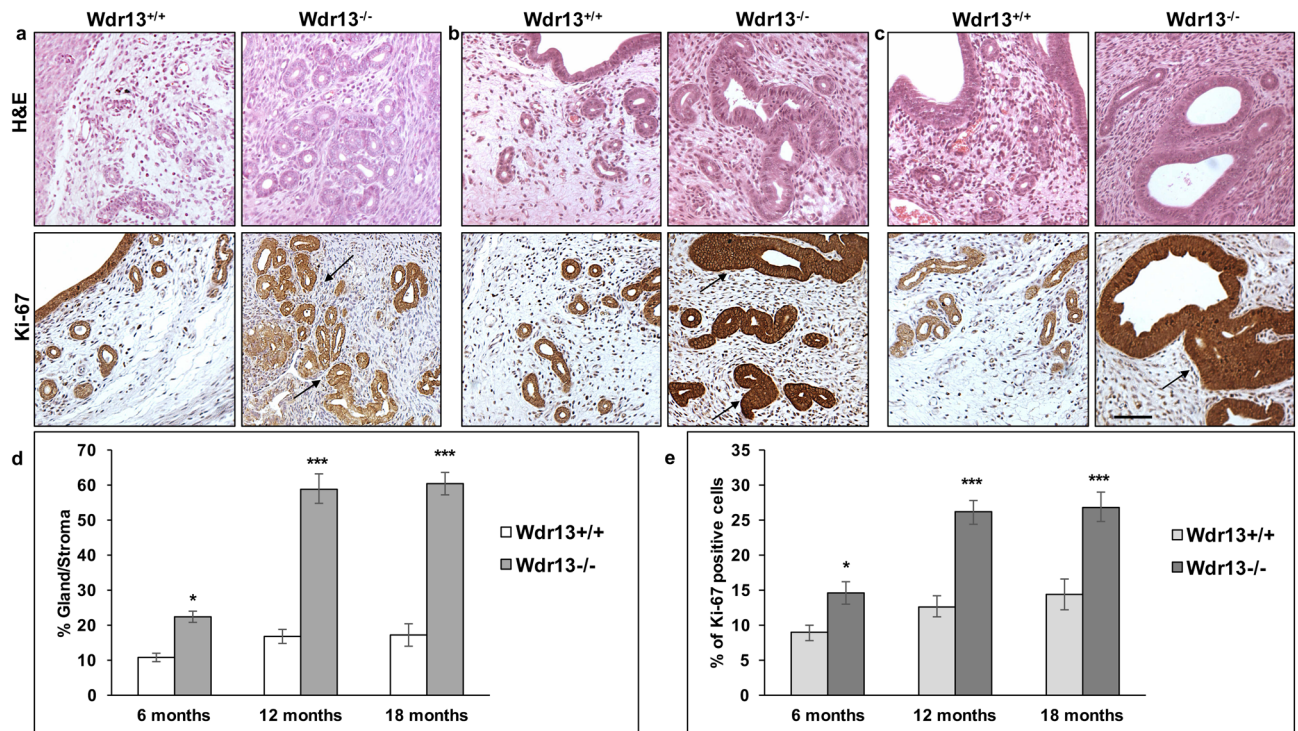 Wdr13+/+ Wdr13-/- Wdr13+/+ Wdr13-/- Wdr13+/+ Wdr13-/-
a b c
H&E
Ki-67
d
70
60
50
40
30
20
10
0
% Gland/Stroma
* *** ***
6 months 12 months 18 months
Wdr13+/+
Wdr13-/-
e
35
30
25
20
15
10
5
0
% of Ki-67 positive cells
* *** ***
6 months 12 months 18 months
Wdr13+/+
Wdr13-/-